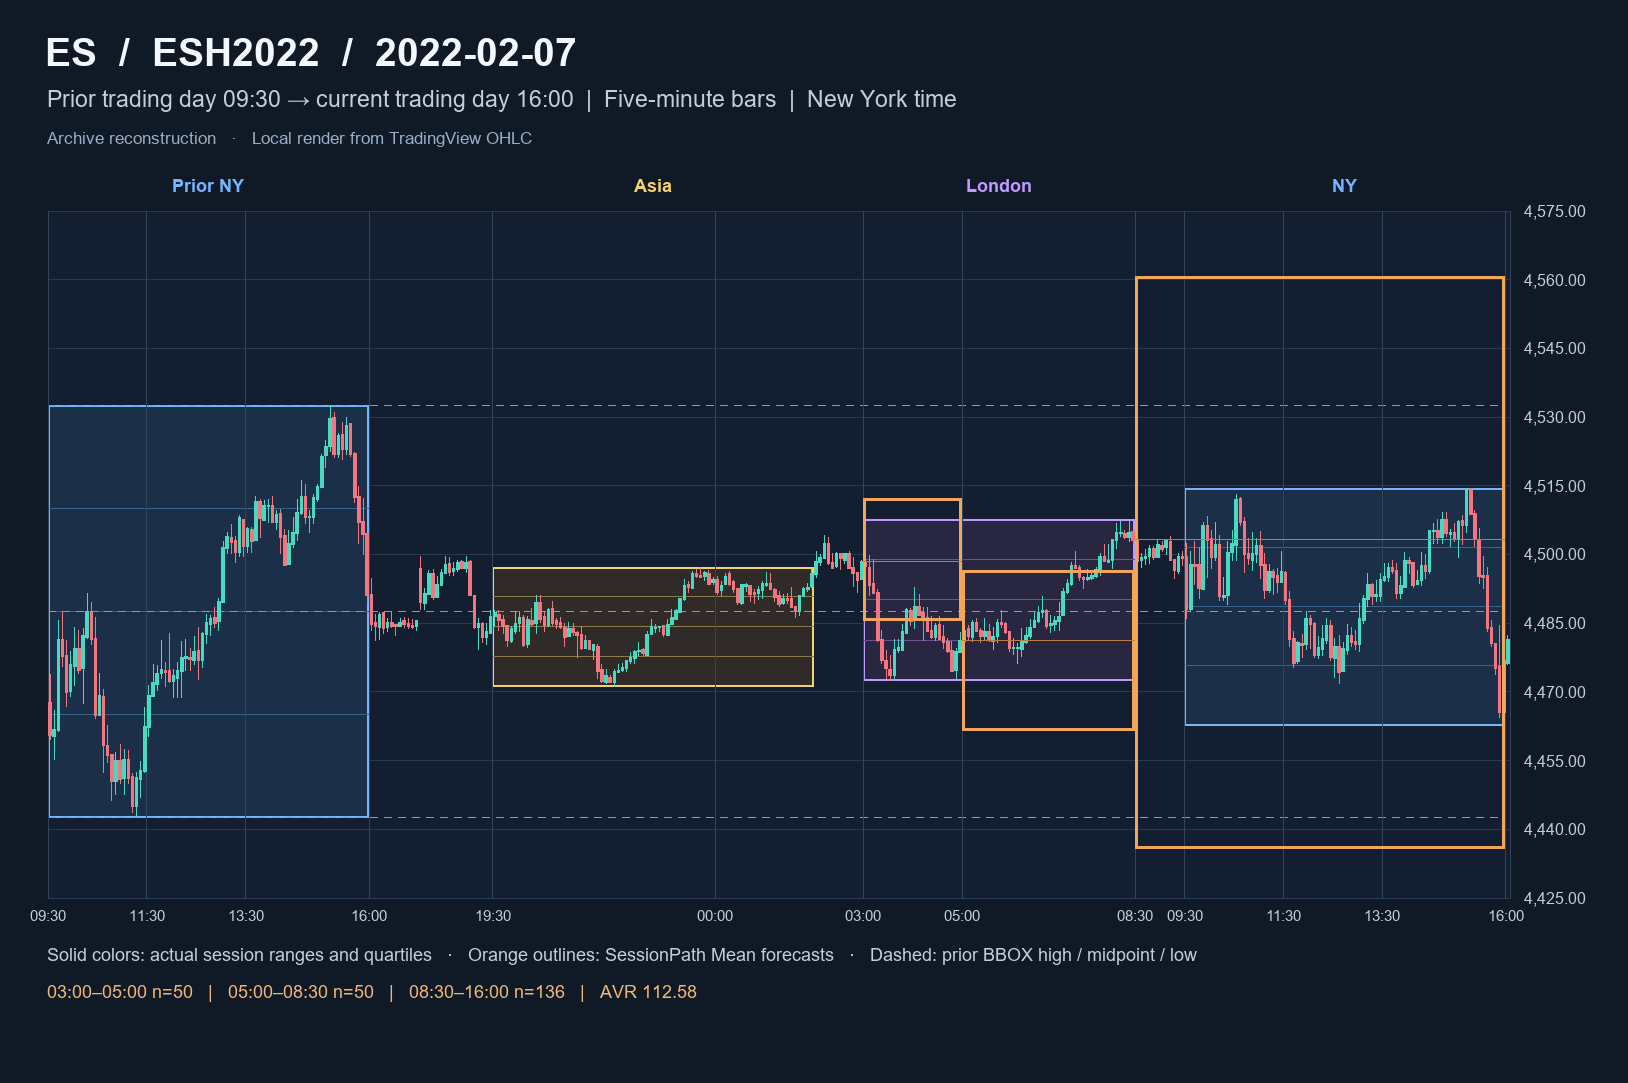 ES / ESH2022 / 2022-02-07
Prior trading day 09:30 → current trading day 16:00 | Five-minute bars | New York time
Archive reconstruction · Local render from TradingView OHLC
Prior NY Asia London NY
4,575.00
4,560.00
4,545.00
4,530.00
4,515.00
4,500.00
4,485.00
4,470.00
4,455.00
4,440.00
4,425.00
09:30 11:30 13:30 16:00 19:30 00:00 03:00 05:00 08:30 09:30 11:30 13:30 16:00
Solid colors: actual session ranges and quartiles · Orange outlines: SessionPath Mean forecasts · Dashed: prior BBOX high / midpoint / low
03:00–05:00 n=50 | 05:00–08:30 n=50 | 08:30–16:00 n=136 | AVR 112.58